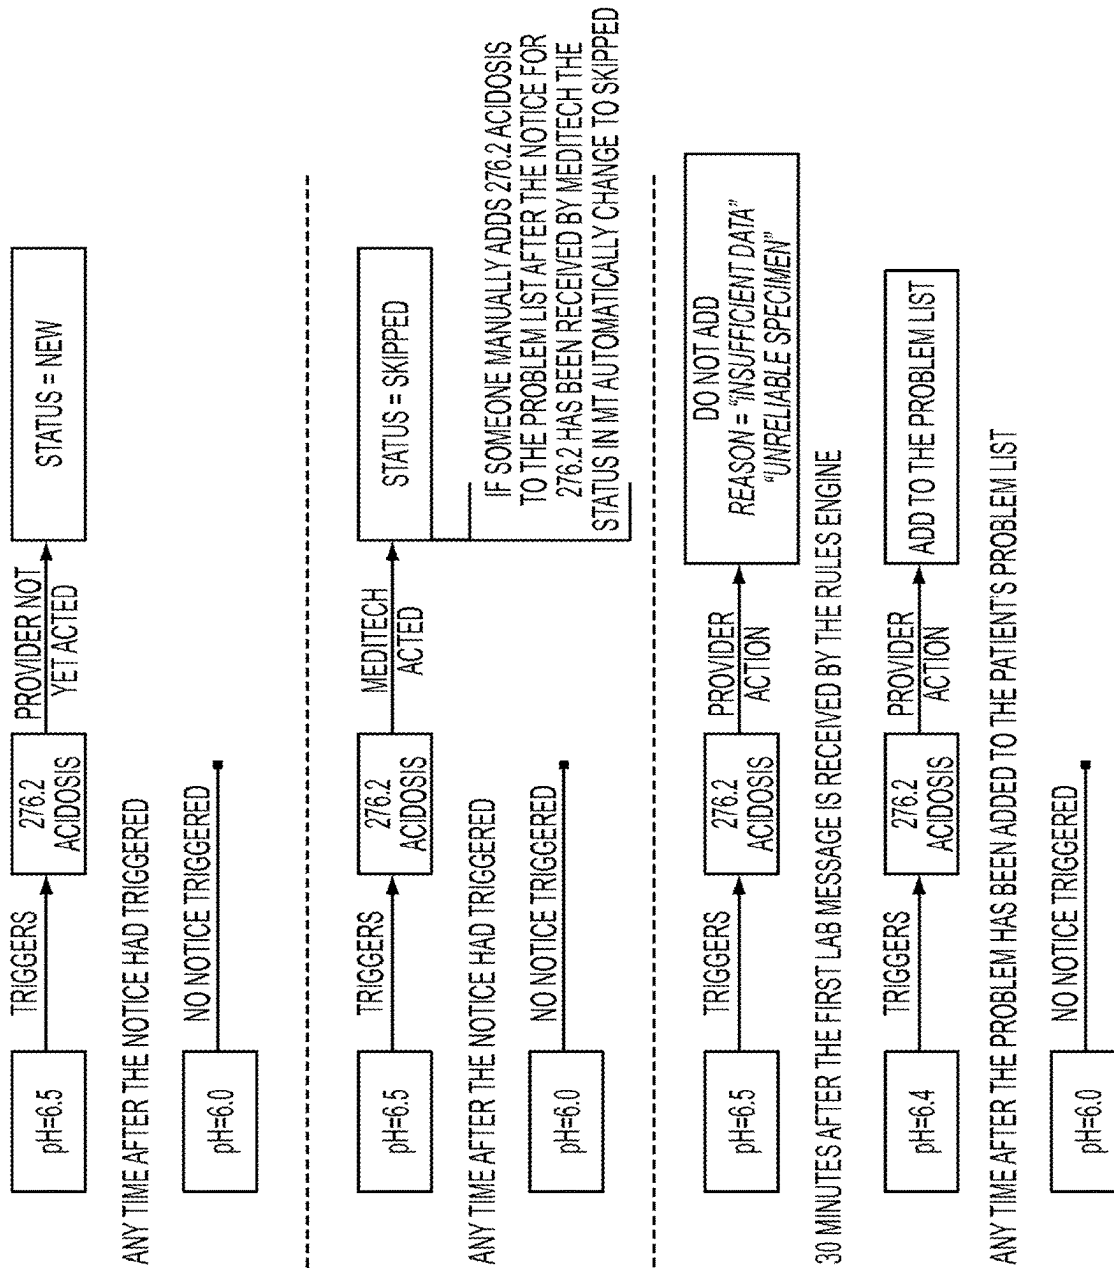 pH=6.5
TRIGGERS
276.2
ACIDOSIS
PROVIDER NOT
YET ACTED
STATUS = NEW
ANY TIME AFTER THE NOTICE HAD TRIGGERED
pH=6.0
NO NOTICE TRIGGERED
pH=6.5
TRIGGERS
276.2
ACIDOSIS
MEDITECH
ACTED
STATUS = SKIPPED
IF SOMEONE MANUALLY ADDS 276.2 ACIDOSIS
TO THE PROBLEM LIST AFTER THE NOTICE FOR
276.2 HAS BEEN RECEIVED BY MEDITECH THE
STATUS IN MT AUTOMATICALLY CHANGE TO SKIPPED
ANY TIME AFTER THE NOTICE HAD TRIGGERED
pH=6.0
NO NOTICE TRIGGERED
pH=6.5
TRIGGERS
276.2
ACIDOSIS
PROVIDER
ACTION
DO NOT ADD
REASON = “INSUFFICIENT DATA”
“UNRELIABLE SPECIMEN”
30 MINUTES AFTER THE FIRST LAB MESSAGE IS RECEIVED BY THE RULES ENGINE
pH=6.4
TRIGGERS
276.2
ACIDOSIS
PROVIDER
ACTION
ADD TO THE PROBLEM LIST
ANY TIME AFTER THE PROBLEM HAS BEEN ADDED TO THE PATIENT'S PROBLEM LIST
pH=6.0
NO NOTICE TRIGGERED